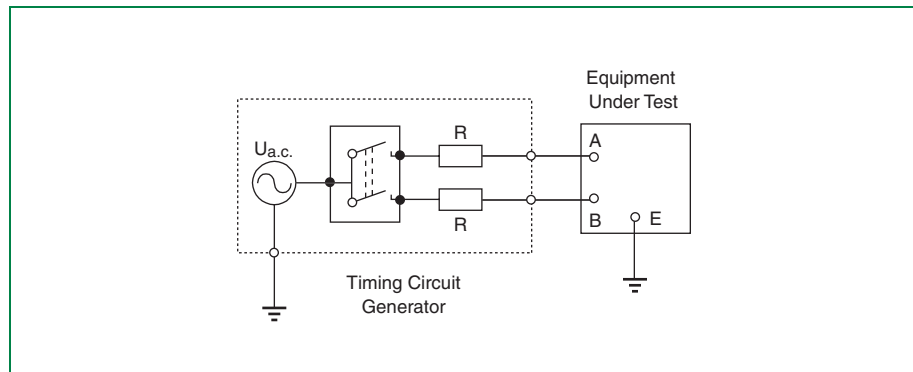 Equipment
Under Test
R
A
Ua.c.
R
B
E
Timing Circuit
Generator